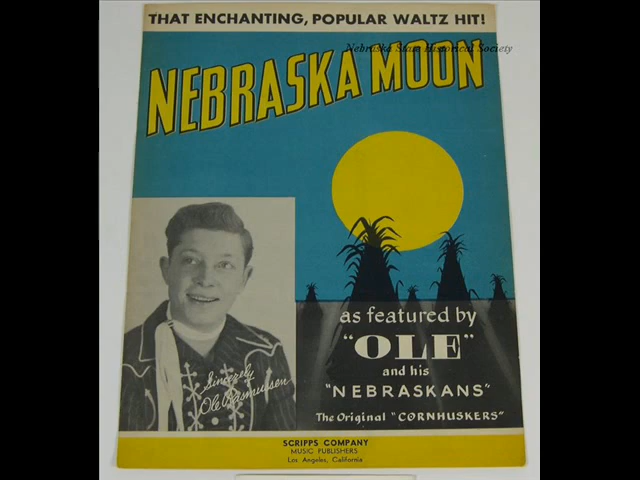 THAT ENCHANTING, POPULAR WALTZ HIT!
Nebraska State Historical Society
NEBRASKA MOON
as featured by
"OLE"
and his
"NEBRASKANS"
The Original "CORNHUSKERS"
Sincerely
Ole Rasmussen
SCRIPPS COMPANY
MUSIC PUBLISHERS
Los Angeles, California